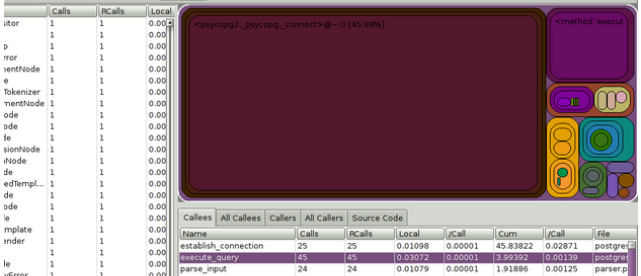 Calls RCalls Local
sitor 1 1 0.00
1 1 0.00
p 1 1 0.00
rror 1 1 0.00
mentNode 1 1 0.00
e 1 1 0.00
Tokenizer 1 1 0.00
mentNode 1 1 0.00
ode 1 1 0.00
ode 1 1 0.00
de 1 1 0.00
sionNode 1 1 0.00
Node 1 1 0.00
ode 1 1 0.00
edTempl... 1 1 0.00
ode 1 1 0.00
de 1 1 0.00
le 1 1 0.00
mplate 1 1 0.00
ender 1 1 0.00
de 1 1 0.00
1 1 0.00
vError 1 1 0.00
<psycopg2._psycopg._connect>@~:0 [45.68%]
<method 'execut
Callees All Callees Callers All Callers Source Code
Name Calls RCalls Local /Call Cum /Call File
establish_connection 25 25 0.01098 0.00001 45.83822 0.02871 postgre
execute_query 45 45 0.03072 0.00001 3.99392 0.00139 postgre
parse_input 24 24 0.01079 0.00001 1.91886 0.00125 parser.p